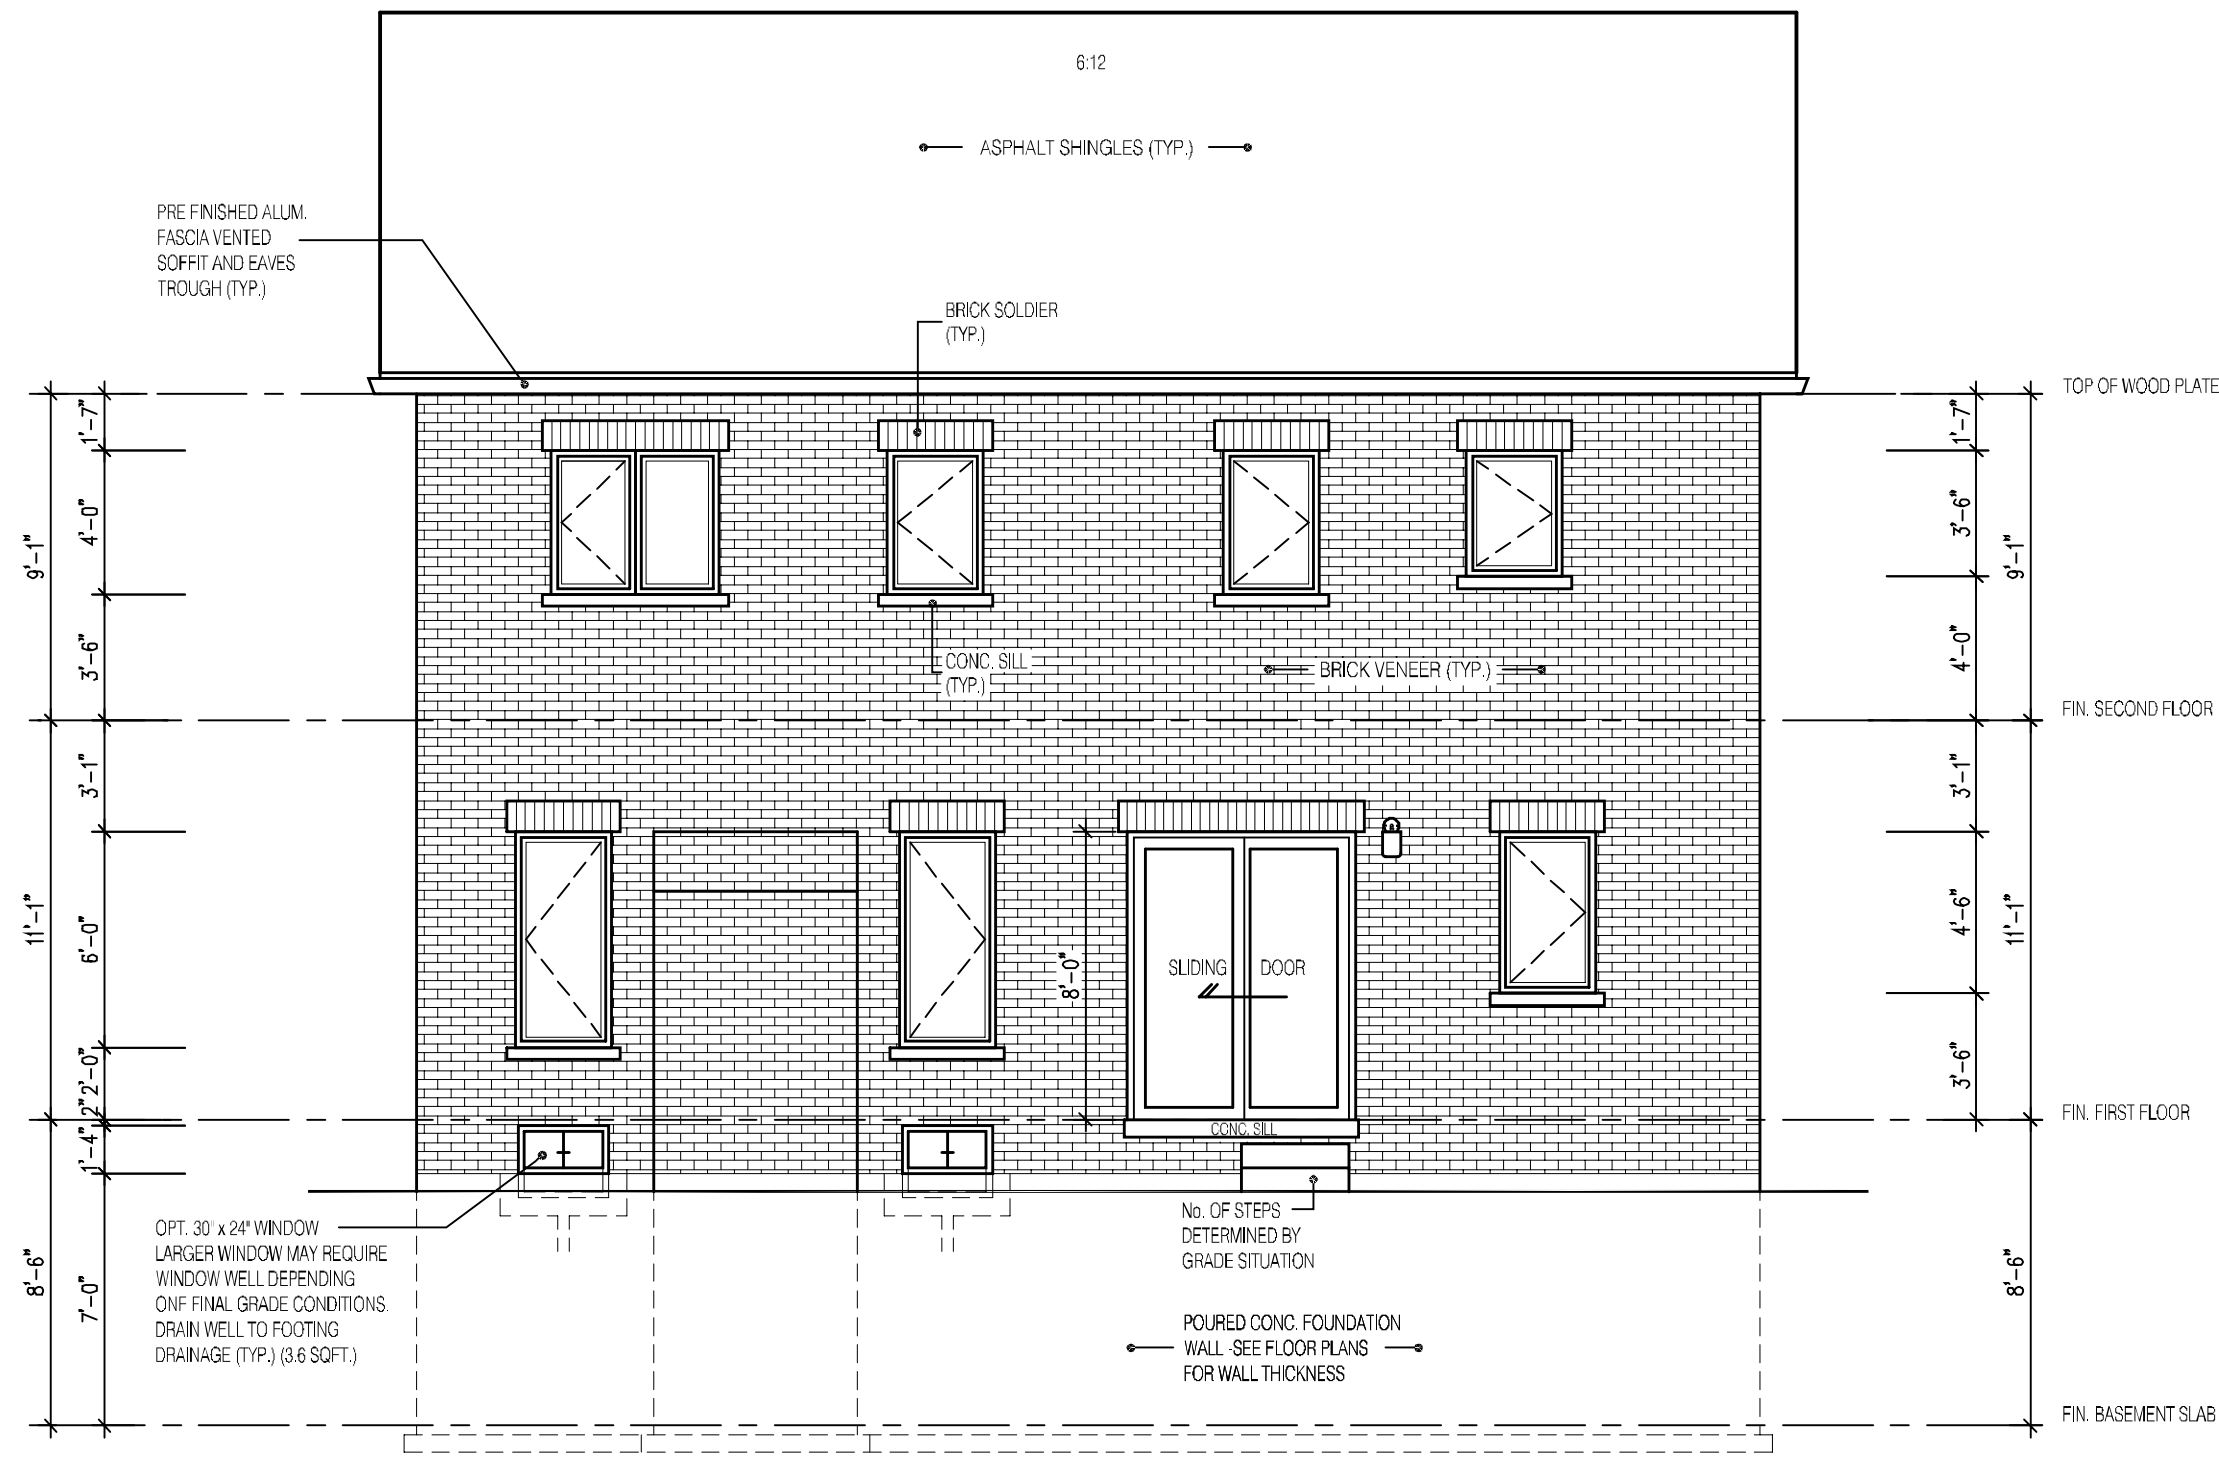 6:12
ASPHALT SHINGLES (TYP.)
PRE FINISHED ALUM.
FASCIA VENTED
SOFFIT AND EAVES
TROUGH (TYP.)
BRICK SOLDIER
(TYP.)
TOP OF WOOD PLATE
1'-7"
4'-0"
9'-1"
3'-6"
1'-7"
3'-6"
9'-1"
4'-0"
CONC. SILL
(TYP.)
BRICK VENEER (TYP.)
FIN. SECOND FLOOR
3'-1"
11'-1"
6'-0"
2'-0"
2"
3'-1"
4'-6"
11'-1"
3'-6"
8'-0"
SLIDING DOOR
FIN. FIRST FLOOR
CONC. SILL
1'-4"
8'-6"
7'-0"
8'-6"
OPT. 30" x 24" WINDOW
LARGER WINDOW MAY REQUIRE
WINDOW WELL DEPENDING
ONF FINAL GRADE CONDITIONS.
DRAIN WELL TO FOOTING
DRAINAGE (TYP.) (3.6 SQFT.)
No. OF STEPS
DETERMINED BY
GRADE SITUATION
POURED CONC. FOUNDATION
WALL -SEE FLOOR PLANS
FOR WALL THICKNESS
FIN. BASEMENT SLAB